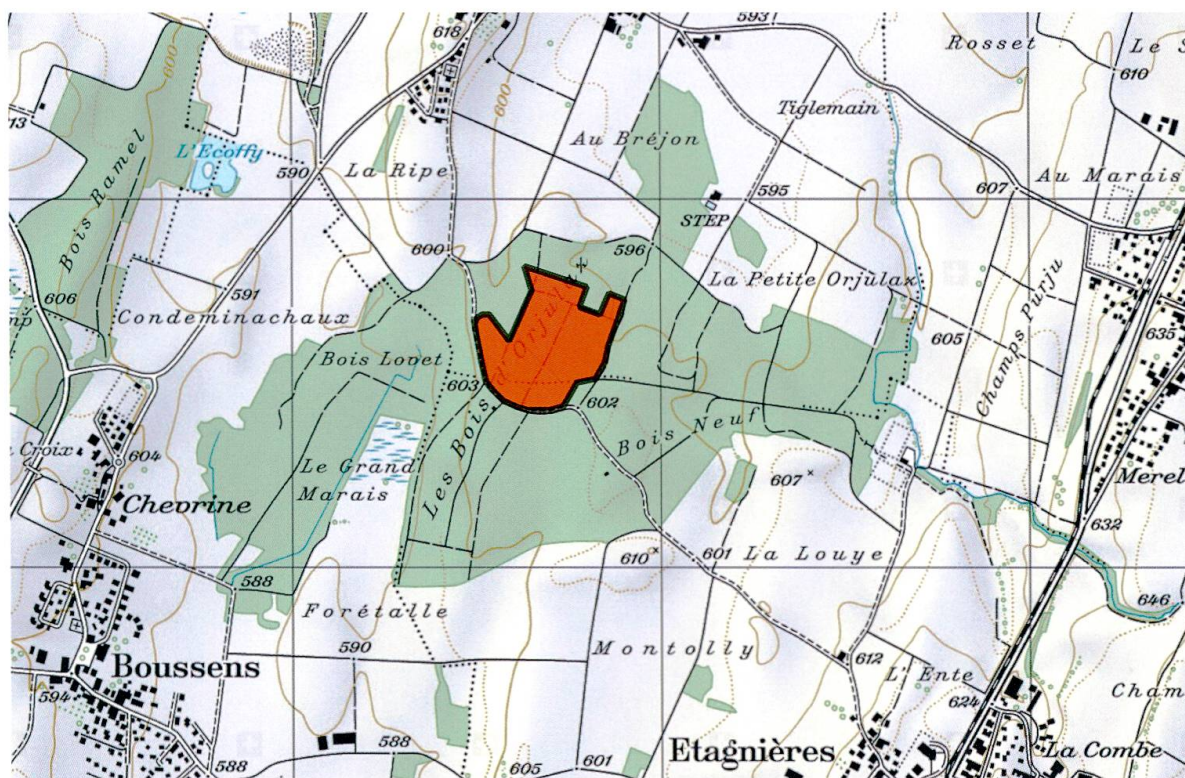 593
618
Rosset
Le S
610
600
600
Tiglemain
13
Au Bréjon
L'Ecoffy
590
La Ripe
595
607
Au Marais
Bois Ramel
STEP
600
596
606
591
La Petite Orjulaz
Condeminachaux
635
605
Champs Purju
Bois Lovet
603
602
Les Bois d'Orjul
Bois Neuf
Croix
604
Le Grand
Marais
607
Merel
Chevrine
632
610
601
La Louye
588
646
Forétalle
590
Montolly
612
Boussens
L'Ente
594
624
Cham
588
588
605
601
Etagnières
La Combe